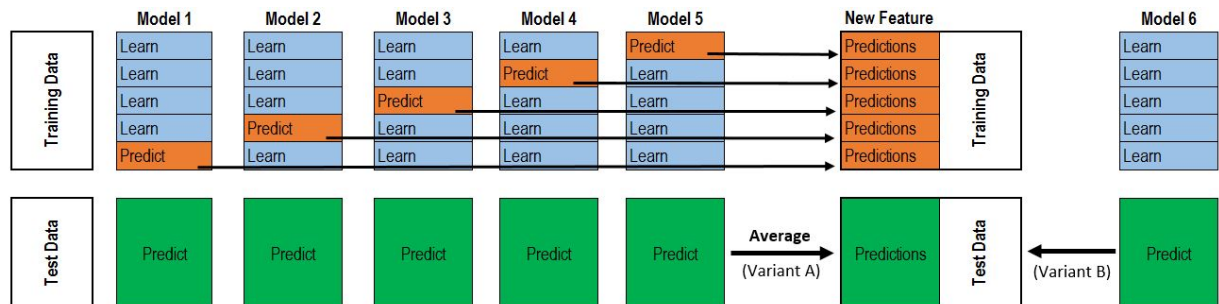 Model 1 Model 2 Model 3 Model 4 Model 5 New Feature Model 6
Training Data
Learn Learn Learn Learn Predict Predictions Learn
Learn Learn Learn Predict Learn Predictions Learn
Learn Learn Predict Learn Learn Predictions Learn
Learn Predict Learn Learn Learn Predictions Learn
Predict Learn Learn Learn Learn Predictions Learn
Training Data
Test Data
Predict Predict Predict Predict Predict
Average
(Variant A)
Predictions
Test Data
(Variant B)
Predict